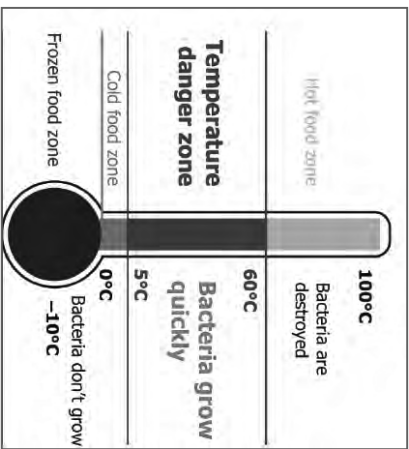 Hot food zone
100°C
Bacteria are
destroyed
60°C
Temperature
danger zone
Bacteria grow
quickly
5°C
Cold food zone
0°C
Frozen food zone
Bacteria don't grow
–10°C